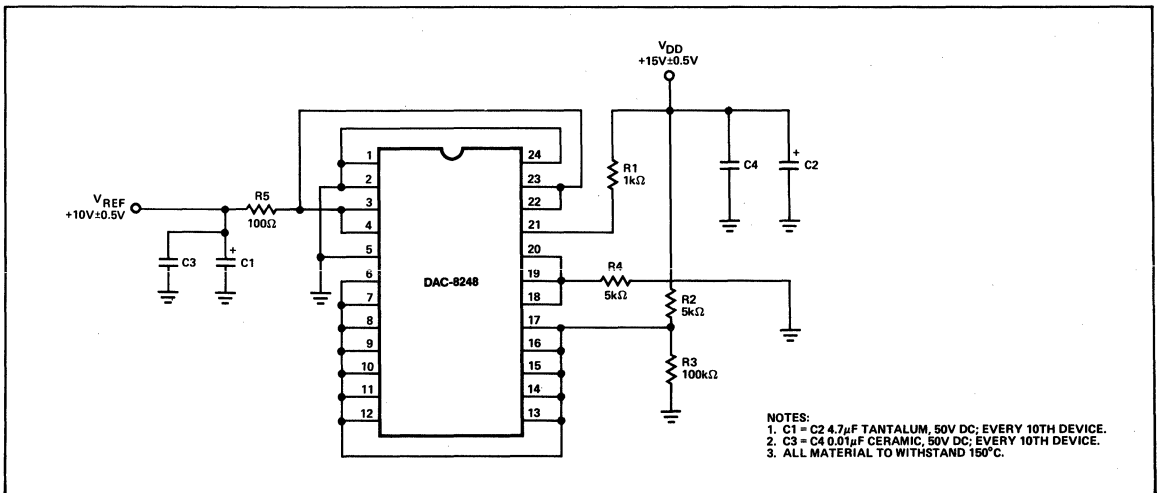 V_DD
+15V±0.5V
V_REF
+10V±0.5V
R5
100Ω
C3
+
C1
1
2
3
4
5
6
7
8
9
10
11
12
DAC-8248
24
23
22
21
20
19
18
17
16
15
14
13
R1
1kΩ
C4
+
C2
R4
5kΩ
R2
5kΩ
R3
100kΩ
NOTES:
1. C1 = C2 4.7μF TANTALUM, 50V DC; EVERY 10TH DEVICE.
2. C3 = C4 0.01μF CERAMIC, 50V DC; EVERY 10TH DEVICE.
3. ALL MATERIAL TO WITHSTAND 150°C.